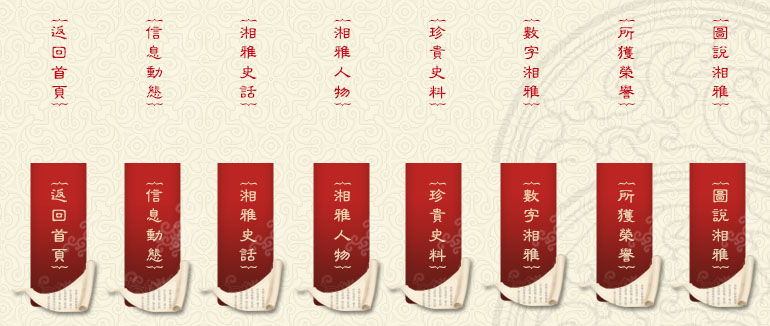 返回首頁
信息動態
湘雅史話
湘雅人物
珍貴史料
數字湘雅
所獲榮譽
圖說湘雅
返回首頁
信息動態
湘雅史話
湘雅人物
珍貴史料
數字湘雅
所獲榮譽
圖說湘雅